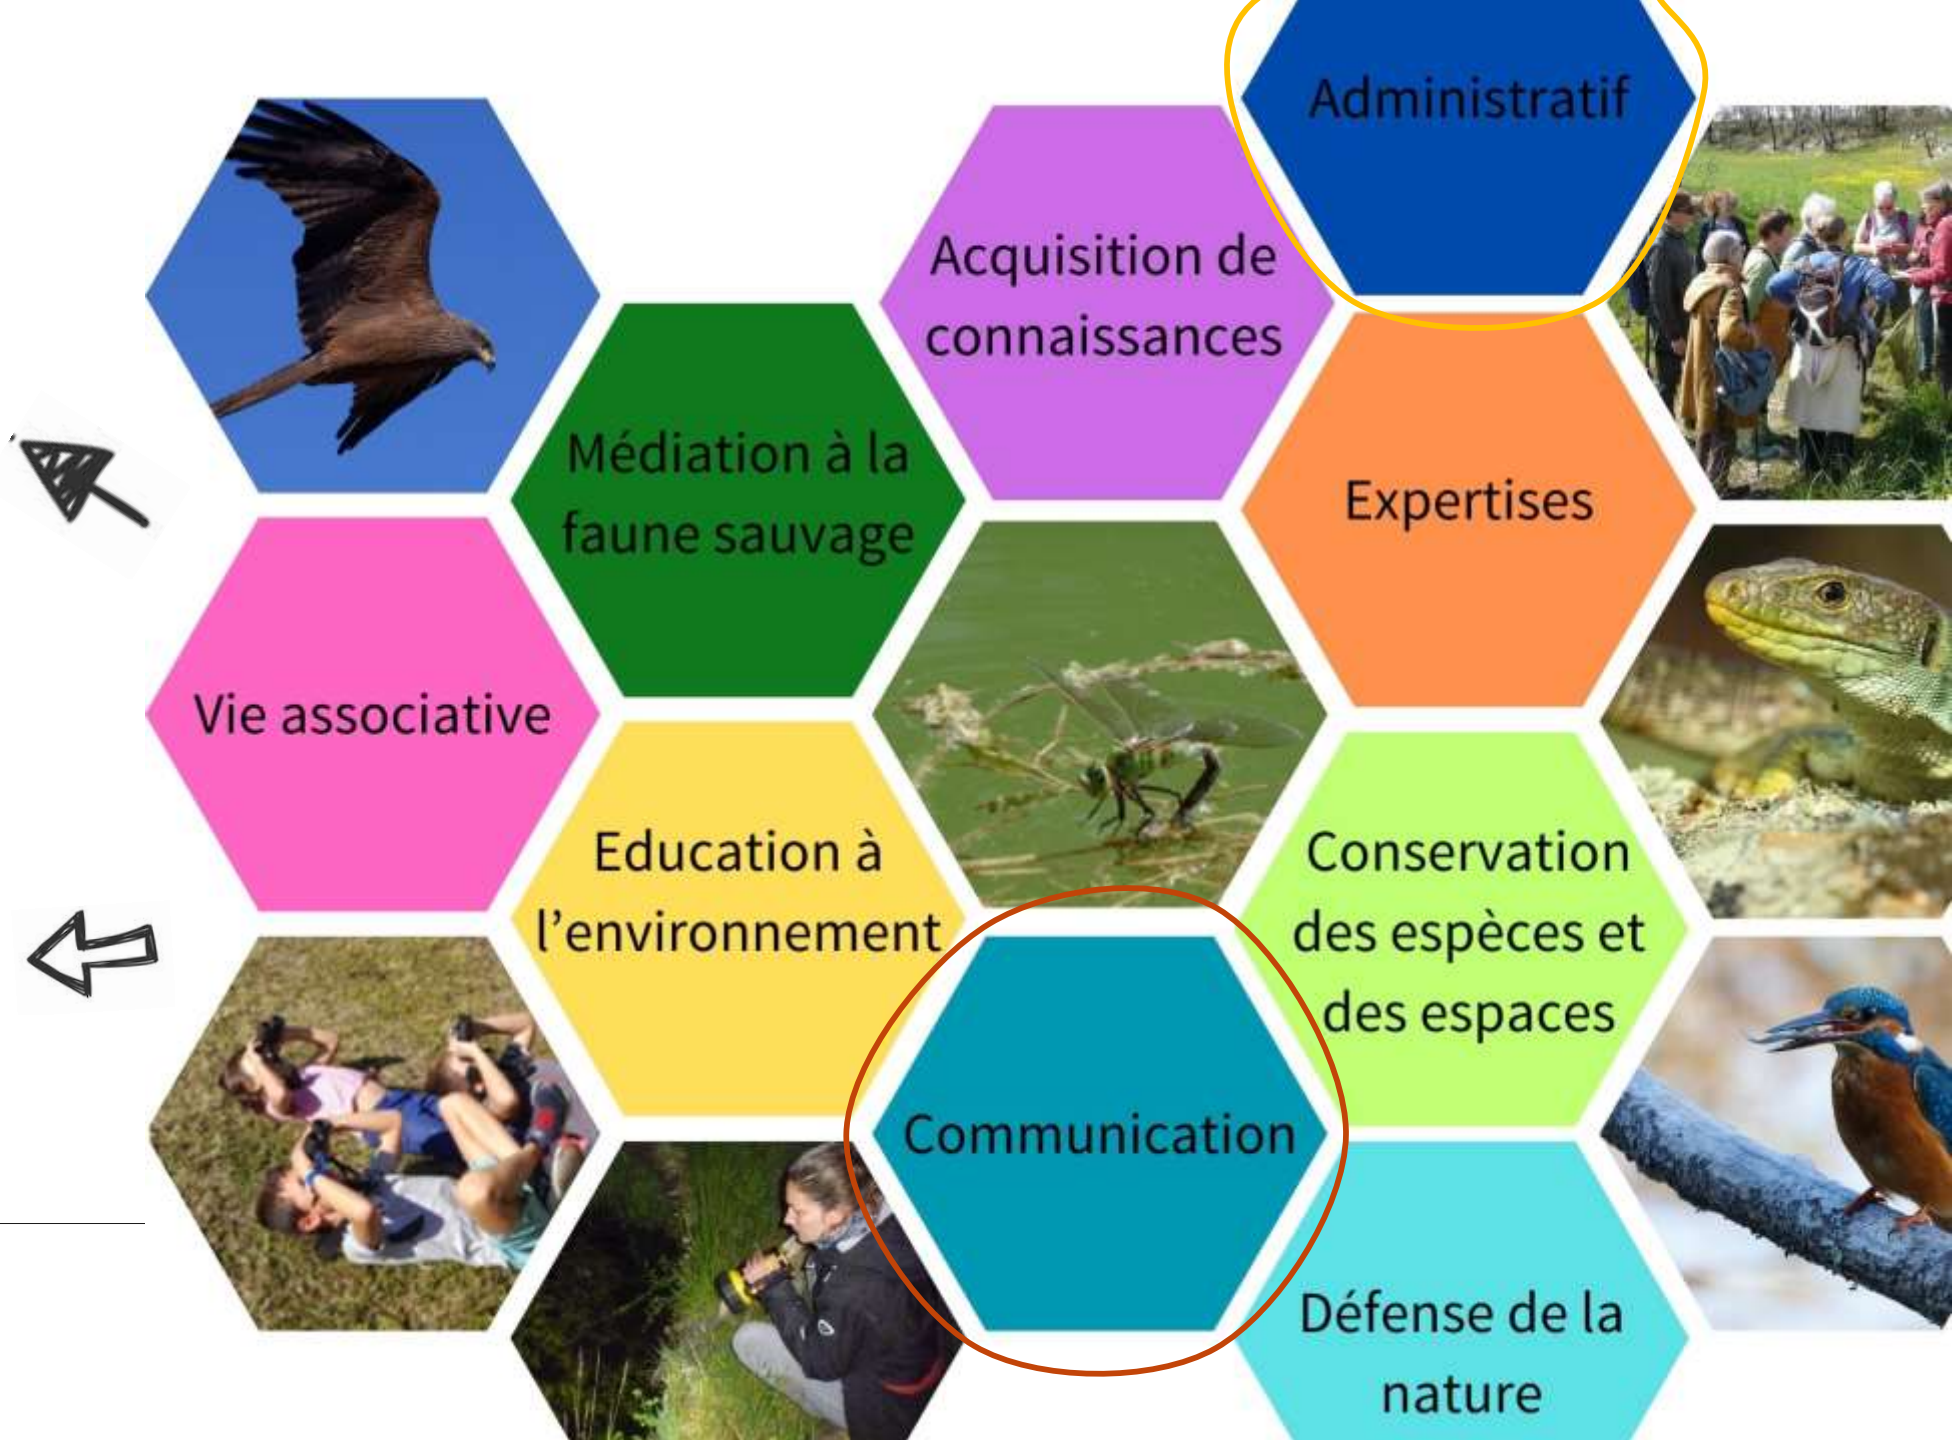 Administratif
Acquisition de
connaissances
Médiation à la
faune sauvage
Expertises
Vie associative
Education à
l'environnement
Conservation
des espèces et
des espaces
Communication
Défense de la
nature